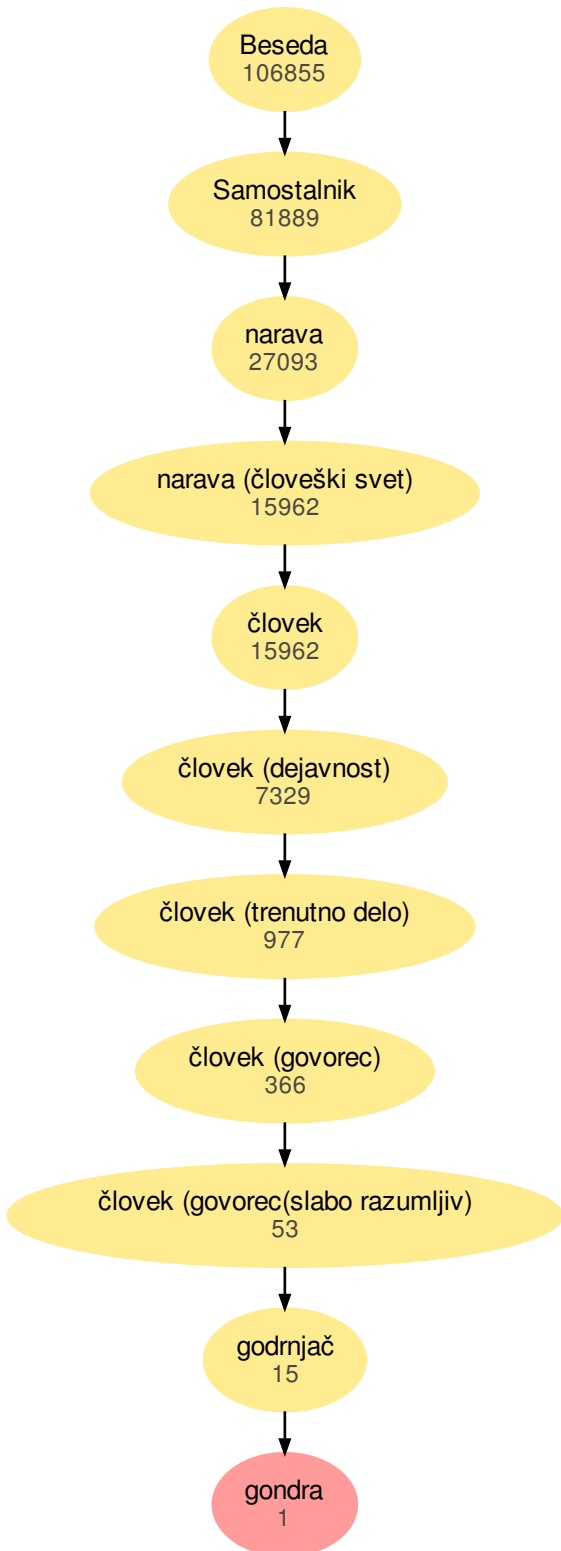 Beseda
106855
Samostalnik
81889
narava
27093
narava (človeški svet)
15962
človek
15962
človek (dejavnost)
7329
človek (trenutno delo)
977
človek (govorec)
366
človek (govorec(slabo razumljiv)
53
godrnjač
15
gondra
1